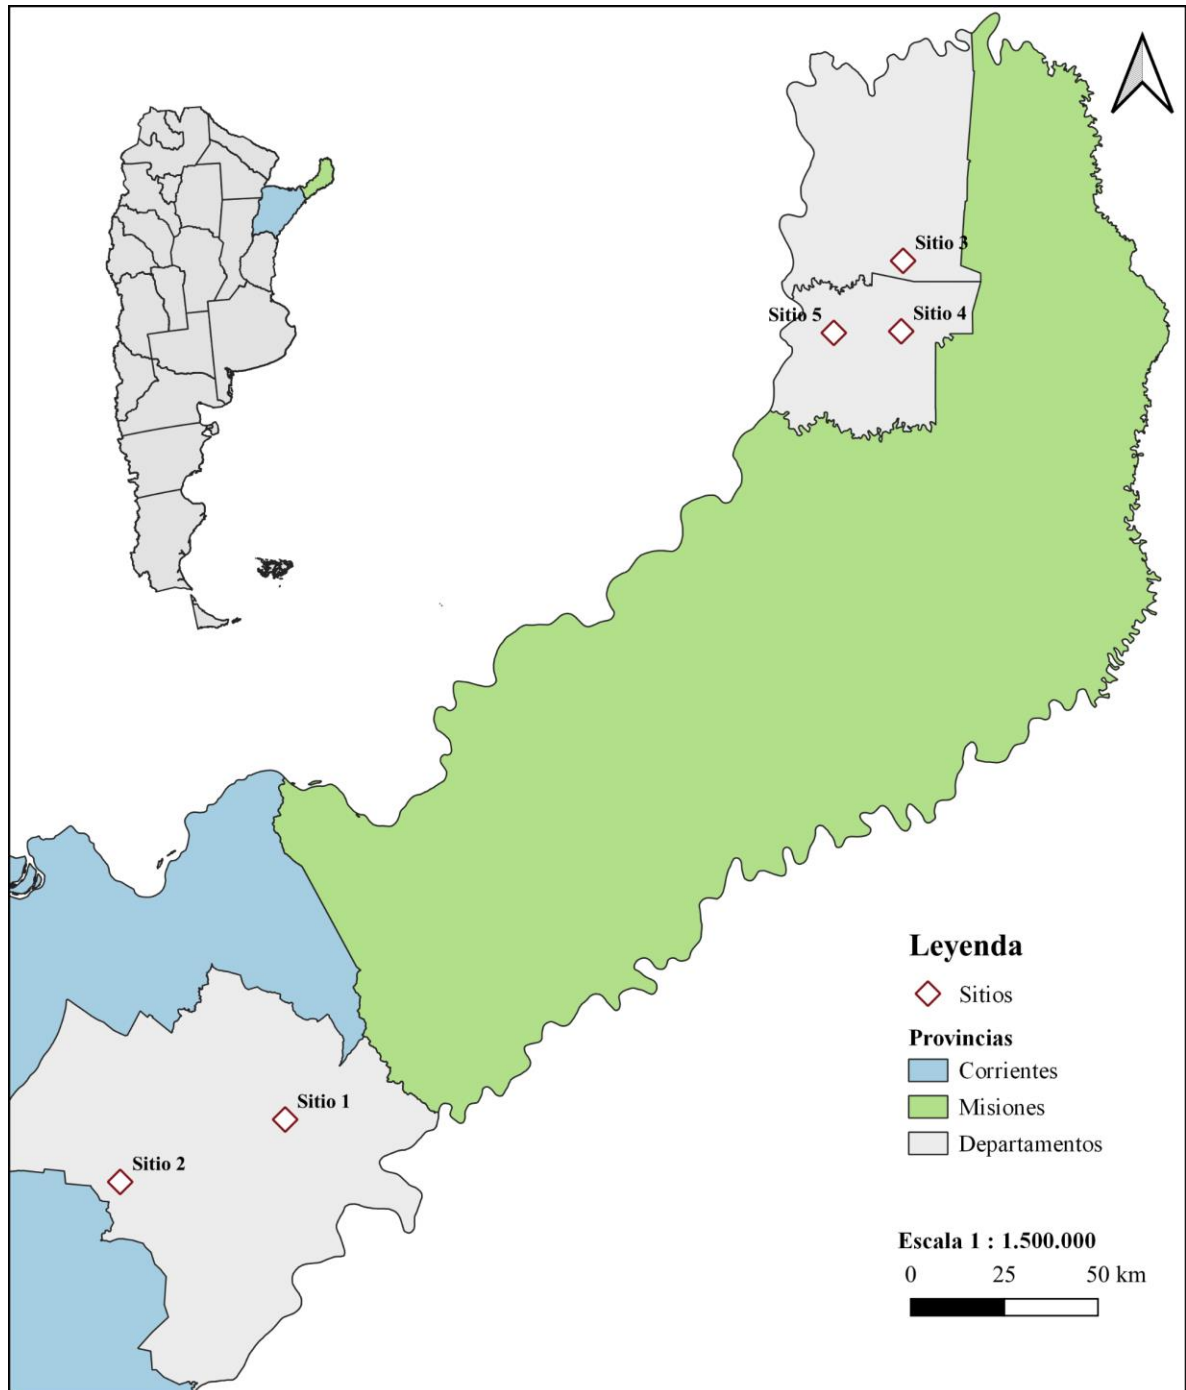 Sitio 3
Sitio 5
Sitio 4
Leyenda
Sitios
Provincias
Corrientes
Misiones
Departamentos
Sitio 1
Sitio 2
Escala 1 : 1.500.000
0 25 50 km